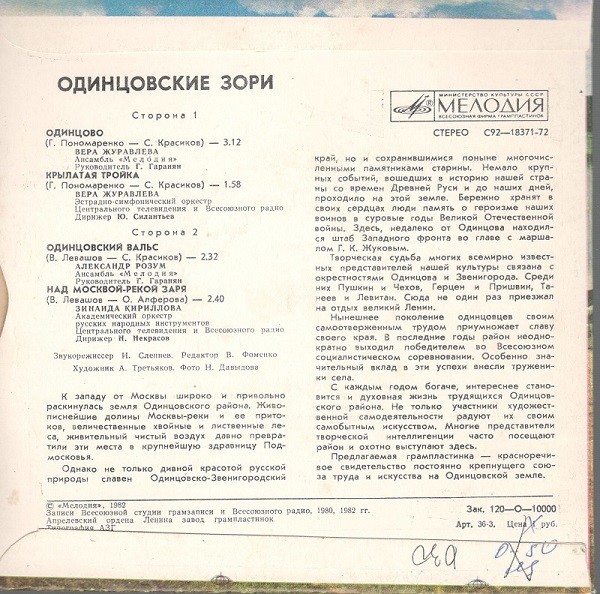 ОДИНЦОВСКИЕ ЗОРИ
Сторона 1
ОДИНЦОВО
(Г. Пономаренко — С. Красиков) — 3.12
ВЕРА ЖУРАВЛЕВА
Ансамбль «Мелодия»
Руководитель Г. Гаранян
КРЫЛАТАЯ ТРОЙКА
(Г. Пономаренко — С. Красиков) — 1.58
ВЕРА ЖУРАВЛЕВА
Эстрадно-симфонический оркестр
Центрального телевидения и Всесоюзного радио
Дирижер Ю. Силантьев
Сторона 2
ОДИНЦОВСКИЙ ВАЛЬС
(В. Левашов — С. Красиков) — 2.32
АЛЕКСАНДР РОЗУМ
Ансамбль «Мелодия»
Руководитель Г. Гаранян
НАД МОСКВОЙ-РЕКОЙ ЗАРЯ
(В. Левашов — О. Алферова) — 2.40
ЗИНАИДА КИРИЛЛОВА
Академический оркестр
русских народных инструментов
Центрального телевидения и Всесоюзного радио
Дирижер Н. Некрасов
Звукорежиссер И. Слепнев. Редактор В. Фоменко
Художник А. Третьяков. Фото Н. Давыдова
К западу от Москвы широко и привольно
раскинулась земля Одинцовского района. Живо-
писнейшие долины Москвы-реки и ее прито-
ков, величественные хвойные и лиственные ле-
са, живительный чистый воздух давно превра-
тили эти места в крупнейшую здравницу Под-
московья.
Однако не только дивной красотой русской
природы славен Одинцовско-Звенигородский
МИНИСТЕРСТВО КУЛЬТУРЫ СССР
МЕЛОДИЯ
ВСЕСОЮЗНАЯ ФИРМА ГРАМПЛАСТИНОК
СТЕРЕО С92—18371-72
край, но и сохранившимися поныне многочислен-
ными памятниками старины. Немало круп-
ных событий, вошедших в историю нашей стра-
ны со времен Древней Руси и до наших дней,
проходило на этой земле. Бережно хранят в
своих сердцах люди память о героизме наших
воинов в суровые годы Великой Отечественной
войны. Здесь, недалеко от Одинцова находил-
ся штаб Западного фронта во главе с марша-
лом Г. К. Жуковым.
Творческая судьба многих всемирно извест-
ных представителей нашей культуры связана с
окрестностями Одинцова и Звенигорода. Среди
них Пушкин и Чехов, Герцен и Пришвин, Та-
неев и Левитан. Сюда не один раз приезжал
на отдых великий Ленин.
Нынешнее поколение одинцовцев своим
самоотверженным трудом приумножает славу
своего края. В последние годы район неодно-
кратно выходил победителем во Всесоюзном
социалистическом соревновании. Особенно зна-
чительный вклад в эти успехи внесли тружени-
ки села.
С каждым годом богаче, интереснее стано-
вится и духовная жизнь трудящихся Одинцов-
ского района. Не только участники художест-
венной самодеятельности радуют их своим
самобытным искусством. Многие представители
творческой интеллигенции часто посещают
район и охотно выступают здесь.
Предлагаемая грампластинка — красноречи-
вое свидетельство постоянно крепнущего сою-
за труда и искусства на Одинцовской земле.
© «Мелодия», 1982
Записи Всесоюзной студии грамзаписи и Всесоюзного радио, 1980, 1982 гг.
Апрелевский ордена Ленина завод грампластинок
Типография АЗГ
Зак. 120—О—10000
Арт. 36-3. Цена 1 руб.